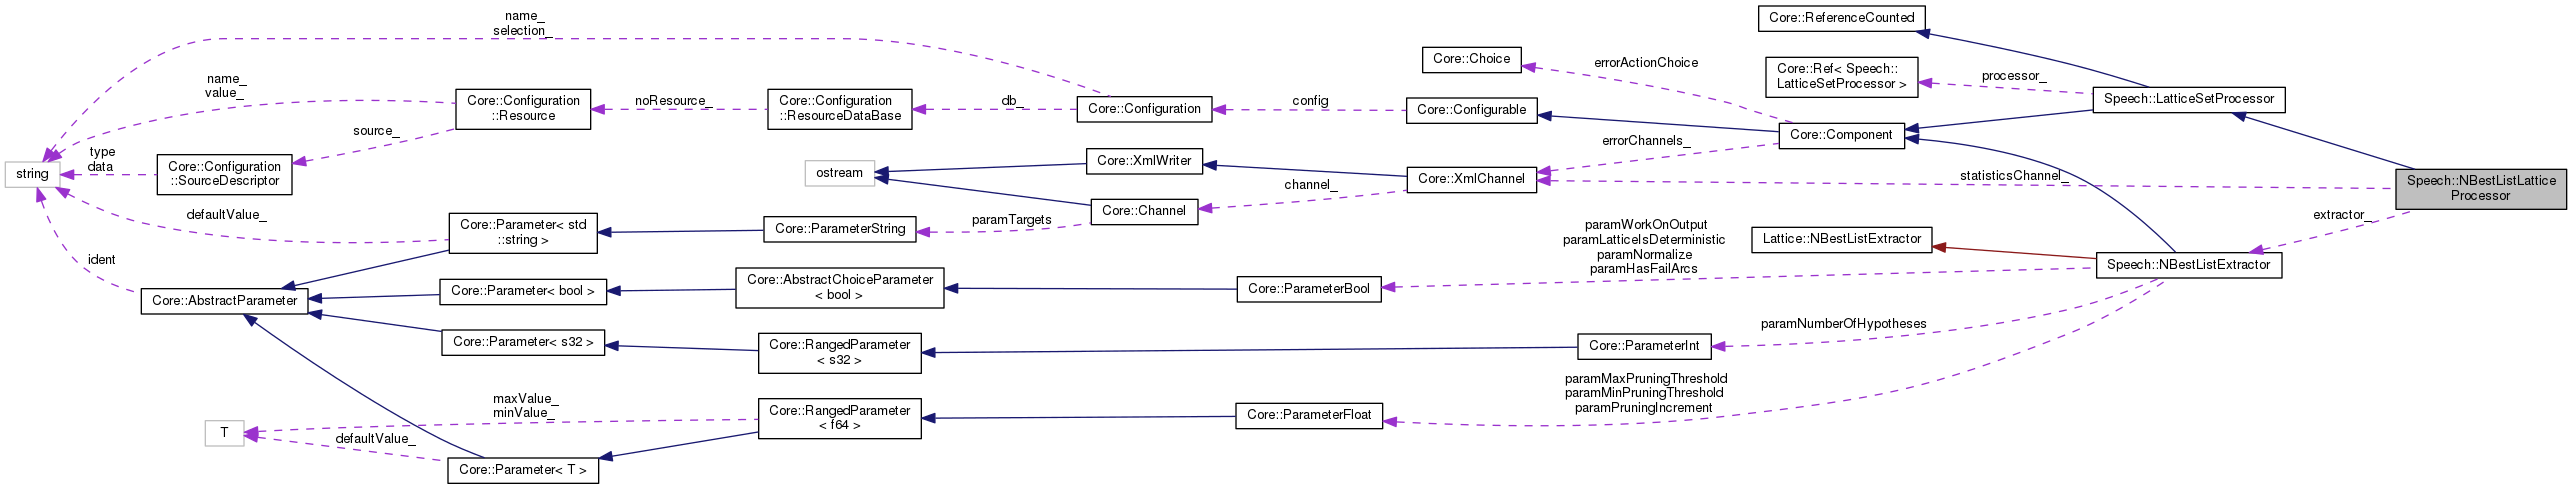 name_
selection_
Core::ReferenceCounted
Core::Choice
errorActionChoice
Core::Ref< Speech::
LatticeSetProcessor >
processor_
name_
value_
Core::Configuration
::Resource
noResource_
Core::Configuration
::ResourceDataBase
db_
Core::Configuration
config
Core::Configurable
Speech::LatticeSetProcessor
source_
Core::Component
errorChannels_
type
data
Core::Configuration
::SourceDescriptor
string
ostream
Core::XmlWriter
Core::XmlChannel
statisticsChannel_
Speech::NBestListLattice
Processor
channel_
Core::Channel
defaultValue_
Core::Parameter< std
::string >
Core::ParameterString
paramTargets
extractor_
paramWorkOnOutput
paramLatticeIsDeterministic
paramNormalize
paramHasFailArcs
Lattice::NBestListExtractor
Speech::NBestListExtractor
ident
Core::AbstractParameter
Core::Parameter< bool >
Core::AbstractChoiceParameter
< bool >
Core::ParameterBool
paramNumberOfHypotheses
Core::Parameter< s32 >
Core::RangedParameter
< s32 >
Core::ParameterInt
paramMaxPruningThreshold
paramMinPruningThreshold
paramPruningIncrement
maxValue_
minValue_
Core::RangedParameter
< f64 >
Core::ParameterFloat
T
defaultValue_
Core::Parameter< T >